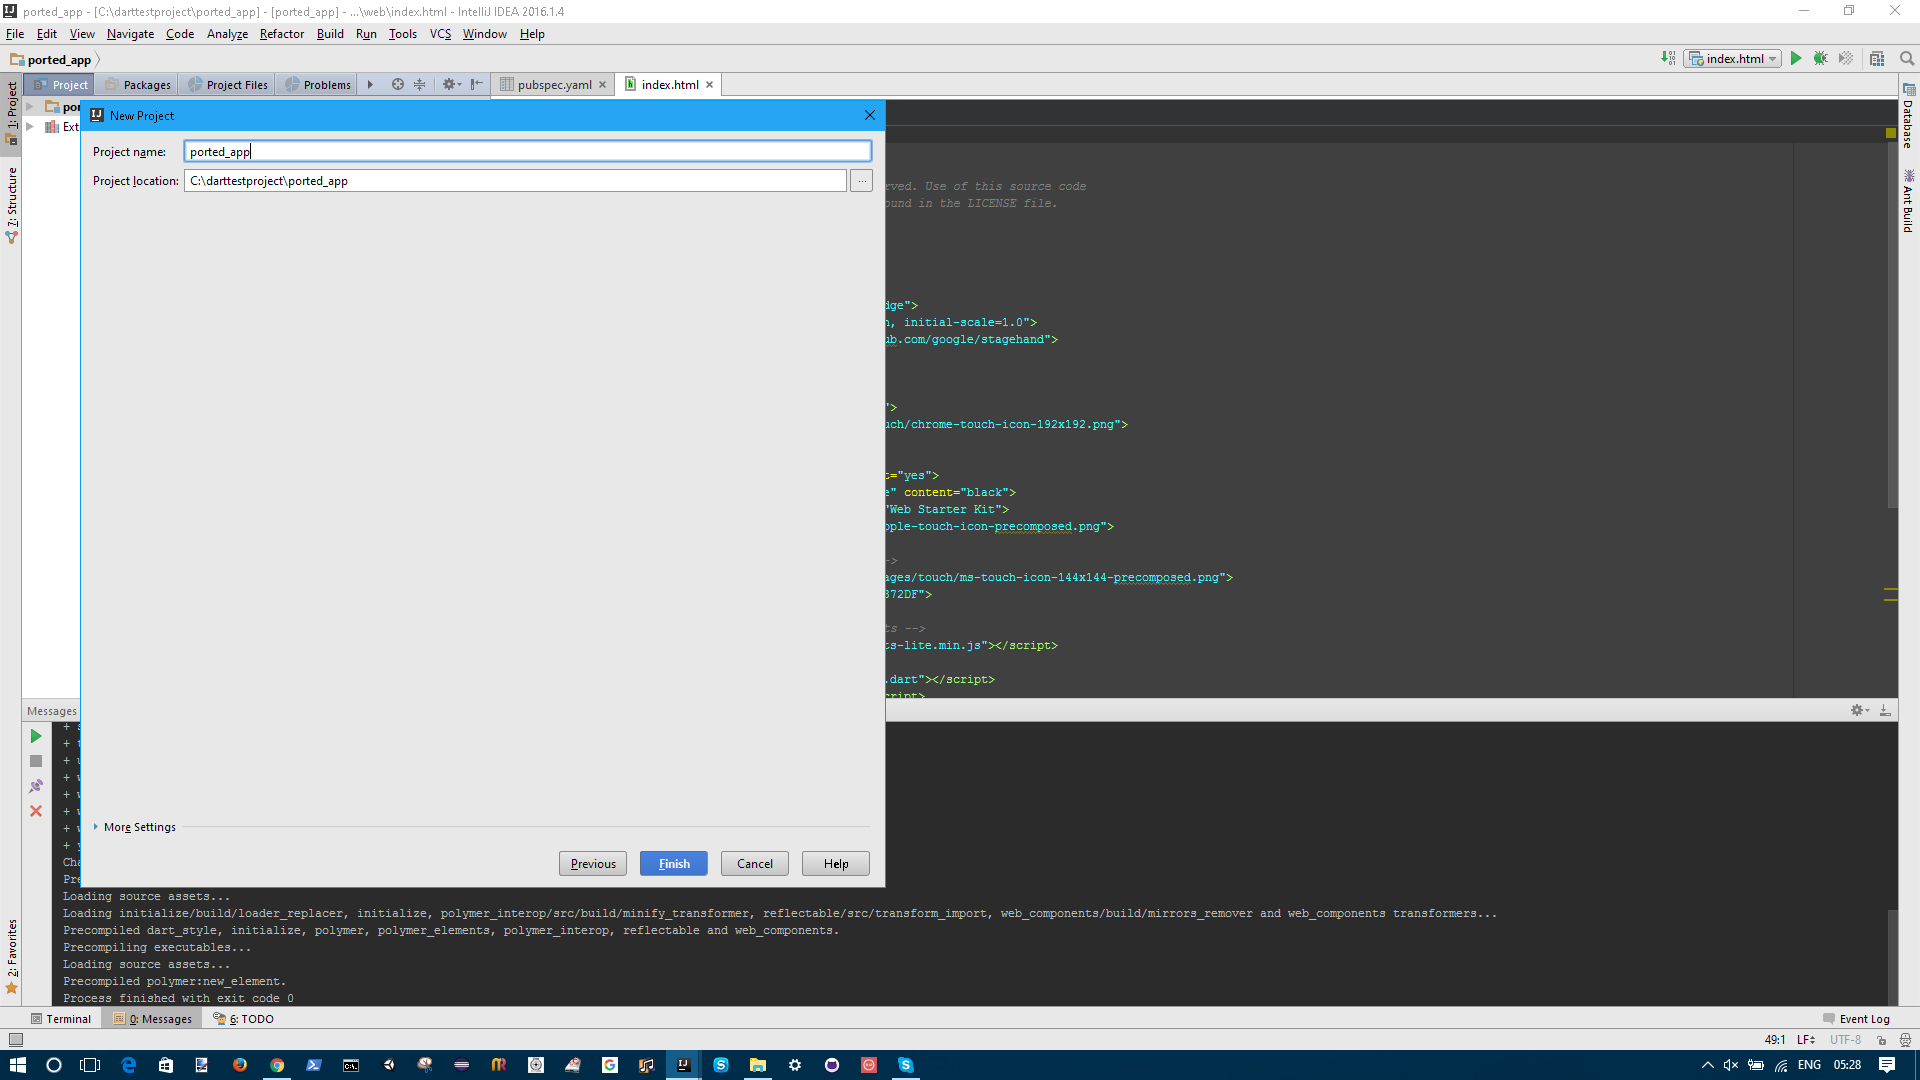 ported_app - [C:\darttestproject\ported_app] - [ported_app] - ...\web\index.html - IntelliJ IDEA 2016.1.4
File Edit View Navigate Code Analyze Refactor Build Run Tools VCS Window Help
ported_app
index.html
Project Packages Project Files Problems
pubspec.yaml index.html
1: Project
7: Structure
2: Favorites
Database
Ant Build
por
Ext
New Project
Project name: ported_app
Project location: C:\darttestproject\ported_app ...
More Settings
Previous Finish Cancel Help
rved. Use of this source code
ound in the LICENSE file.
dge">
h, initial-scale=1.0">
ub.com/google/stagehand">
">
uch/chrome-touch-icon-192x192.png">
t="yes">
e" content="black">
"Web Starter Kit">
pple-touch-icon-precomposed.png">
->
ages/touch/ms-touch-icon-144x144-precomposed.png">
372DF">
ts -->
ts-lite.min.js"></script>
.dart"></script>
cript>
Messages
Cha
Pre
Loading source assets...
Loading initialize/build/loader_replacer, initialize, polymer_interop/src/build/minify_transformer, reflectable/src/transform_import, web_components/build/mirrors_remover and web_components transformers...
Precompiled dart_style, initialize, polymer, polymer_elements, polymer_interop, reflectable and web_components.
Precompiling executables...
Loading source assets...
Precompiled polymer:new_element.
Process finished with exit code 0
Terminal 0: Messages 6: TODO
Event Log
49:1 LF÷ UTF-8
ENG 05:28